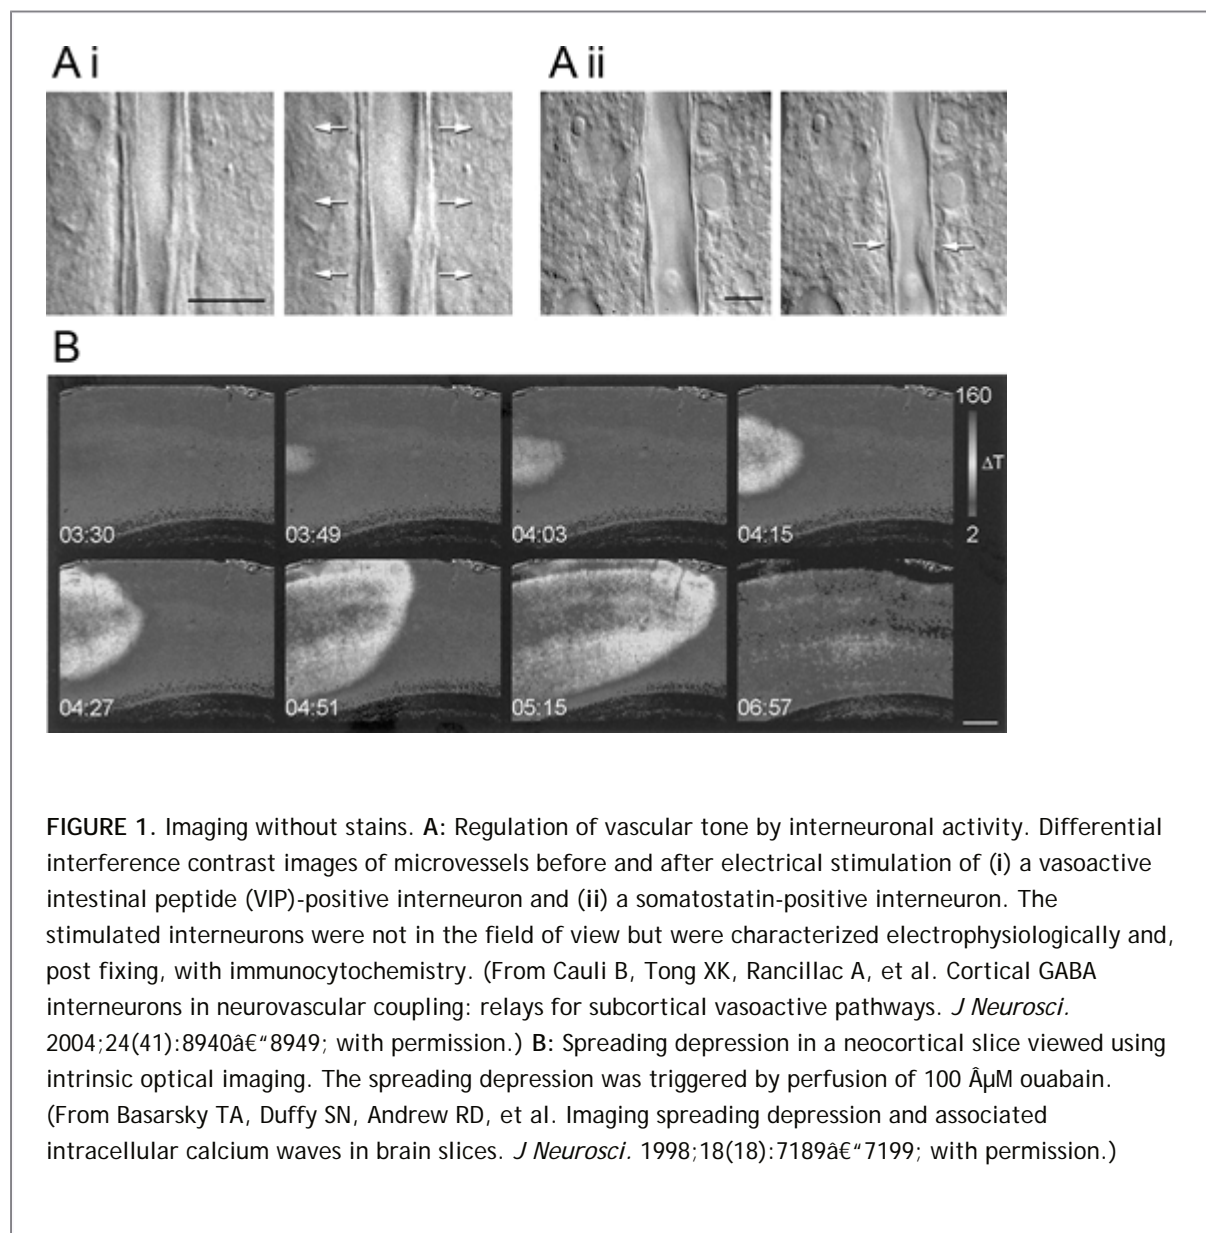 A i
A ii
B
160
ΔT
2
03:30
03:49
04:03
04:15
04:27
04:51
05:15
06:57
FIGURE 1. Imaging without stains. A: Regulation of vascular tone by interneuronal activity. Differential
interference contrast images of microvessels before and after electrical stimulation of (i) a vasoactive
intestinal peptide (VIP)-positive interneuron and (ii) a somatostatin-positive interneuron. The
stimulated interneurons were not in the field of view but were characterized electrophysiologically and,
post fixing, with immunocytochemistry. (From Cauli B, Tong XK, Rancillac A, et al. Cortical GABA
interneurons in neurovascular coupling: relays for subcortical vasoactive pathways. J Neurosci.
2004;24(41):8940â€“8949; with permission.) B: Spreading depression in a neocortical slice viewed using
intrinsic optical imaging. The spreading depression was triggered by perfusion of 100 ÂµM ouabain.
(From Basarsky TA, Duffy SN, Andrew RD, et al. Imaging spreading depression and associated
intracellular calcium waves in brain slices. J Neurosci. 1998;18(18):7189â€“7199; with permission.)